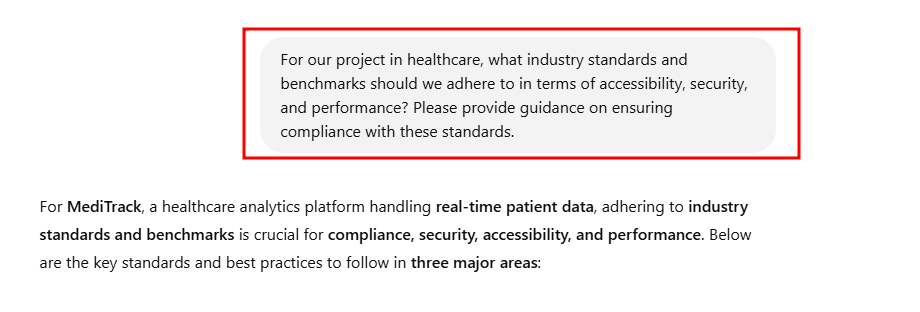 For our project in healthcare, what industry standards and
benchmarks should we adhere to in terms of accessibility, security,
and performance? Please provide guidance on ensuring
compliance with these standards.
For MediTrack, a healthcare analytics platform handling real-time patient data, adhering to industry
standards and benchmarks is crucial for compliance, security, accessibility, and performance. Below
are the key standards and best practices to follow in three major areas: